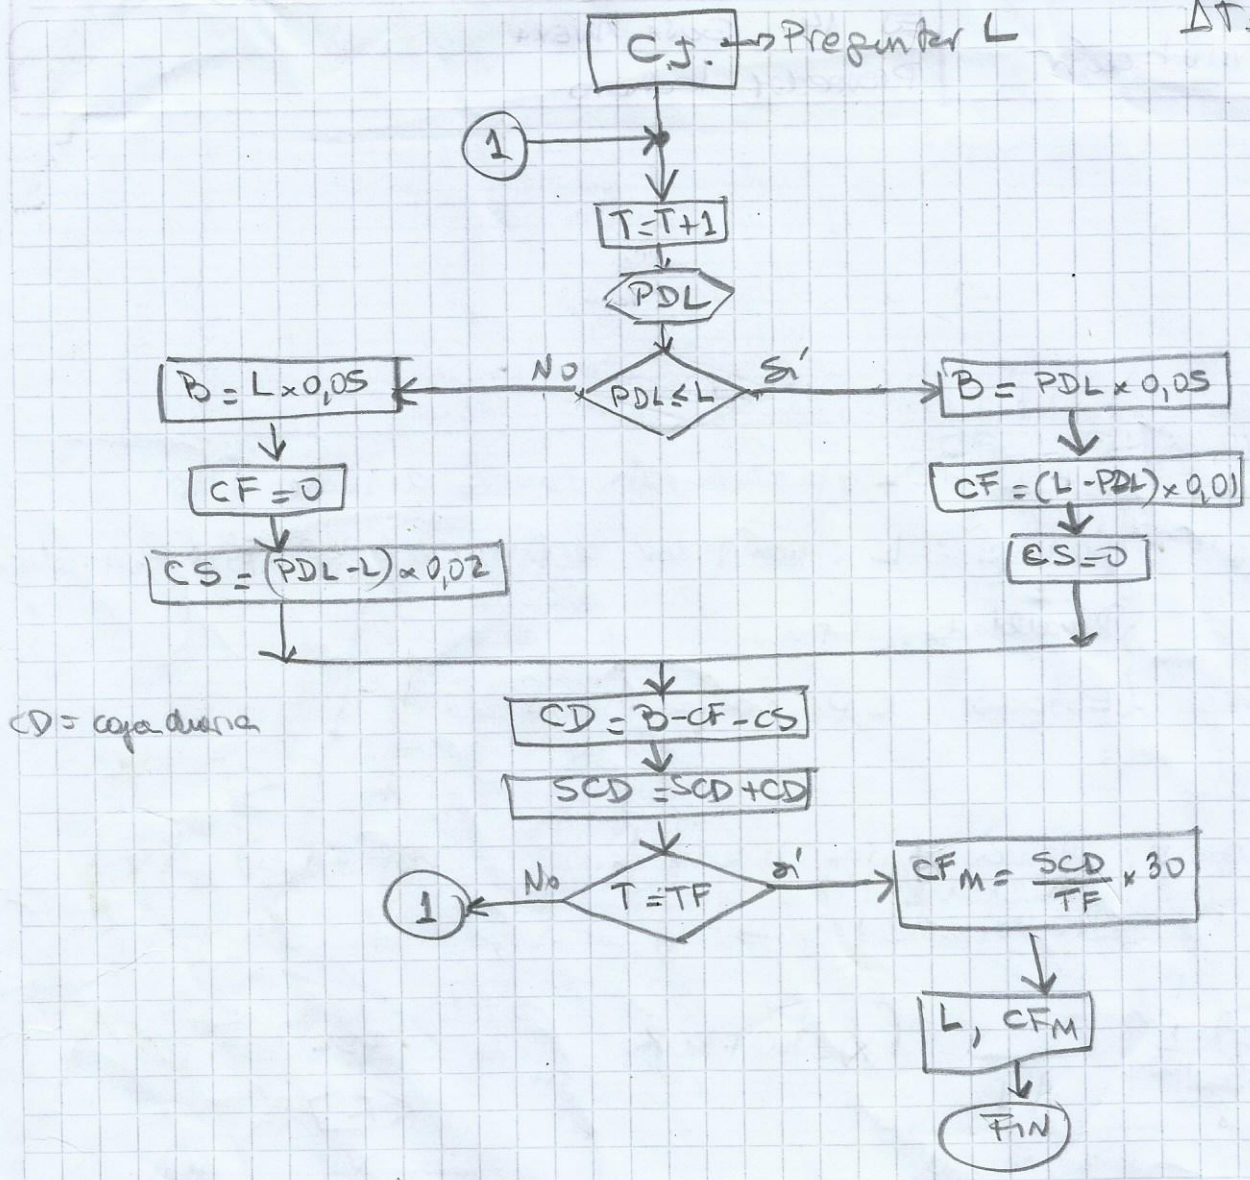 C.I. → Preguntar L
ΔT.
1
T=T+1
PDL
No
PDL ≤ L
Sí
B = L x 0,05
B = PDL x 0,05
CF = 0
CF = (L - PDL) x 0,01
CS = (PDL - L) x 0,02
CS = 0
CD = B - CF - CS
CD = caja diaria
SCD = SCD + CD
No
T = TF
sí
1
CF M = SCD / TF x 30
L, CFM
FIN